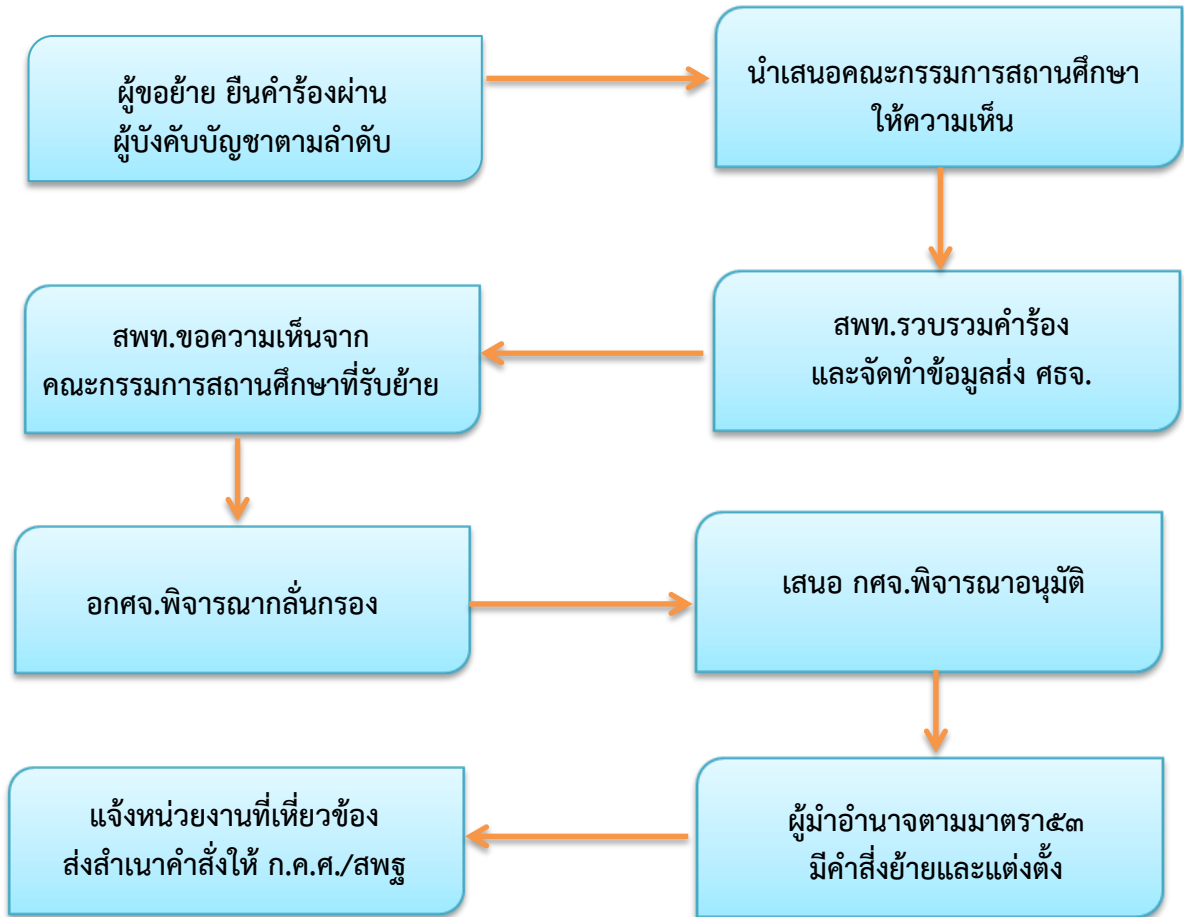 ผู้ขอย้าย ยืนคำร้องผ่าน
ผู้บังคับบัญชาตามลำดับ
นำเสนอคณะกรรมการสถานศึกษา
ให้ความเห็น
สพท.รวบรวมคำร้อง
และจัดทำข้อมูลส่ง ศธจ.
สพท.ขอความเห็นจาก
คณะกรรมการสถานศึกษาที่รับย้าย
อกศจ.พิจารณากลั่นกรอง
เสนอ กศจ.พิจารณาอนุมัติ
ผู้มำอำนาจตามมาตรา๕๓
มีคำสี่งย้ายและแต่งตั้ง
แจ้งหน่วยงานที่เหี่ยวข้อง
ส่งสำเนาคำสั่งให้ ก.ค.ศ./สพฐ